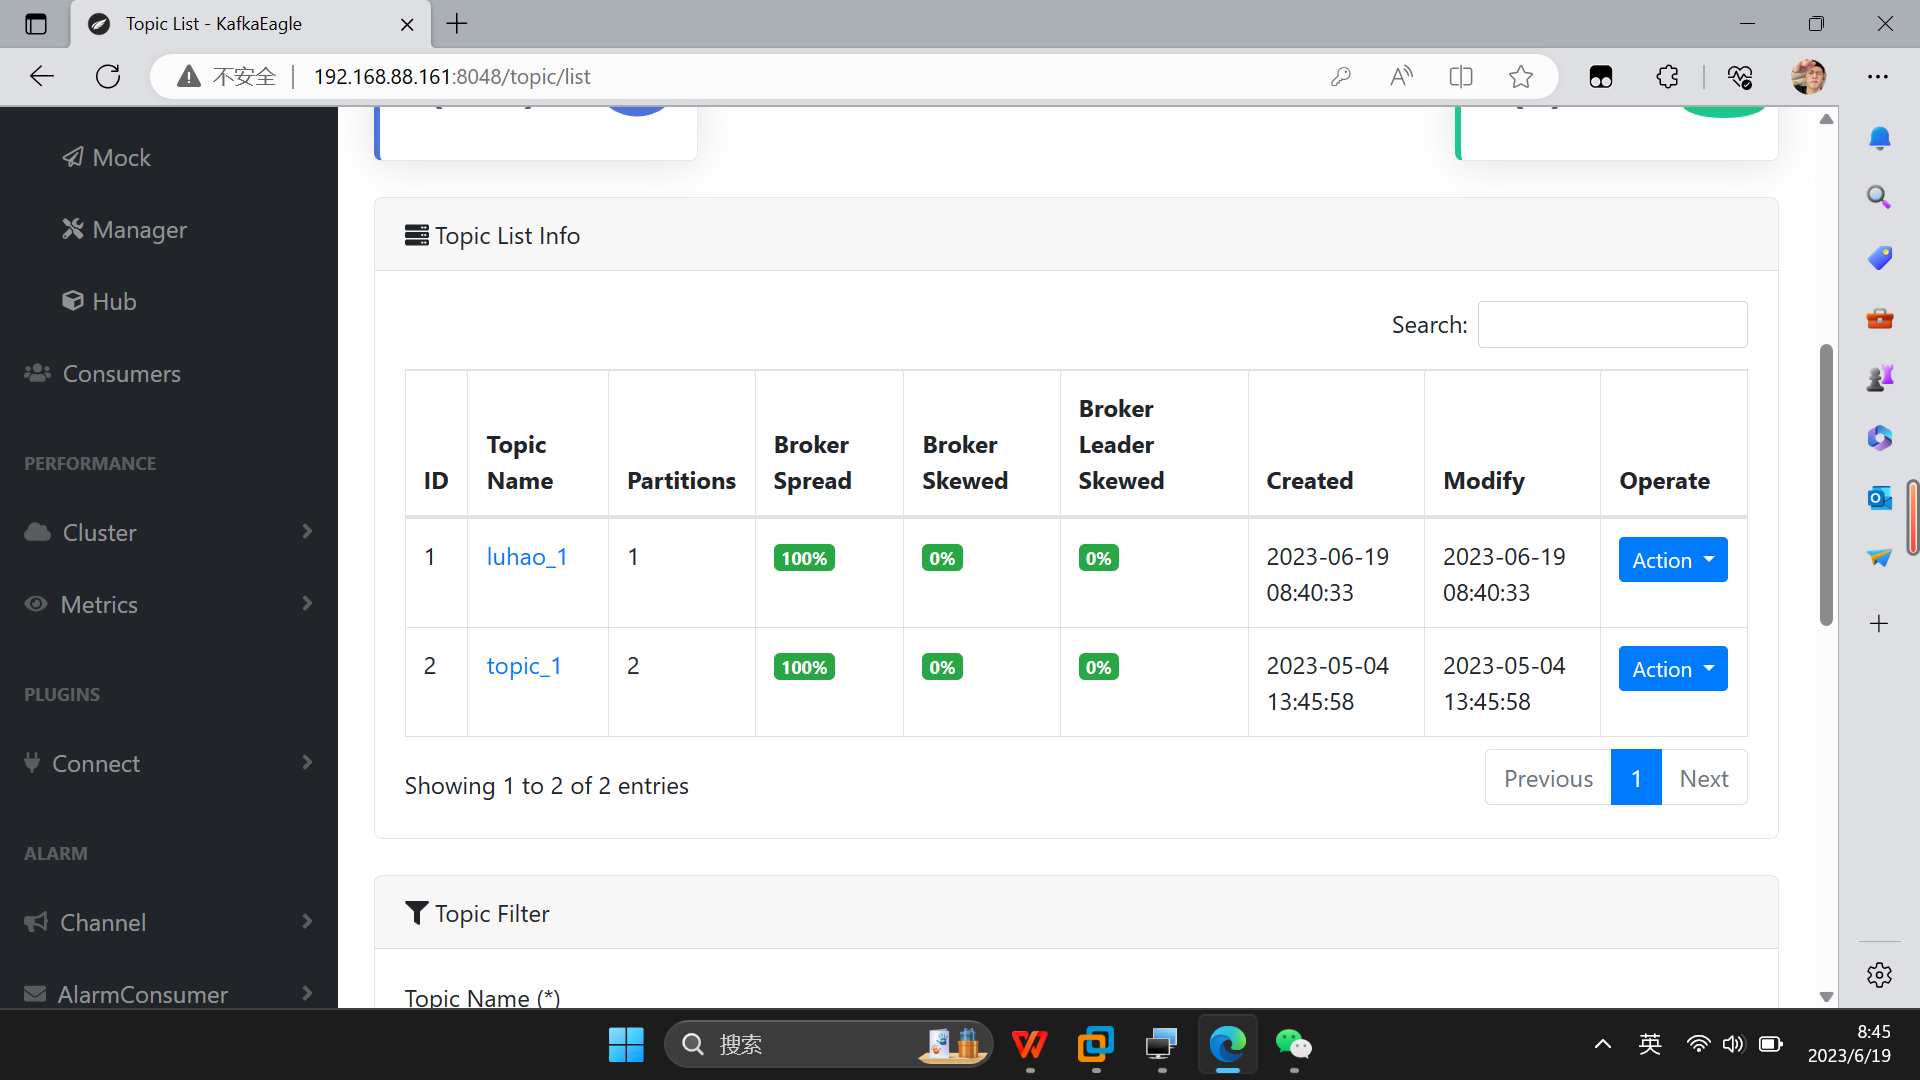 Topic List - KafkaEagle
不安全
192.168.88.161:8048/topic/list
Mock
Manager
Hub
Consumers
PERFORMANCE
Cluster
Metrics
PLUGINS
Connect
ALARM
Channel
AlarmConsumer
Topic List Info
Search:
ID Topic Name Partitions Broker Spread Broker Skewed Broker Leader Skewed Created Modify Operate
1 luhao_1 1 100% 0% 0% 2023-06-19 08:40:33 2023-06-19 08:40:33 Action
2 topic_1 2 100% 0% 0% 2023-05-04 13:45:58 2023-05-04 13:45:58 Action
Showing 1 to 2 of 2 entries
Previous 1 Next
Topic Filter
Topic Name (*)
搜索
英
8:45
2023/6/19